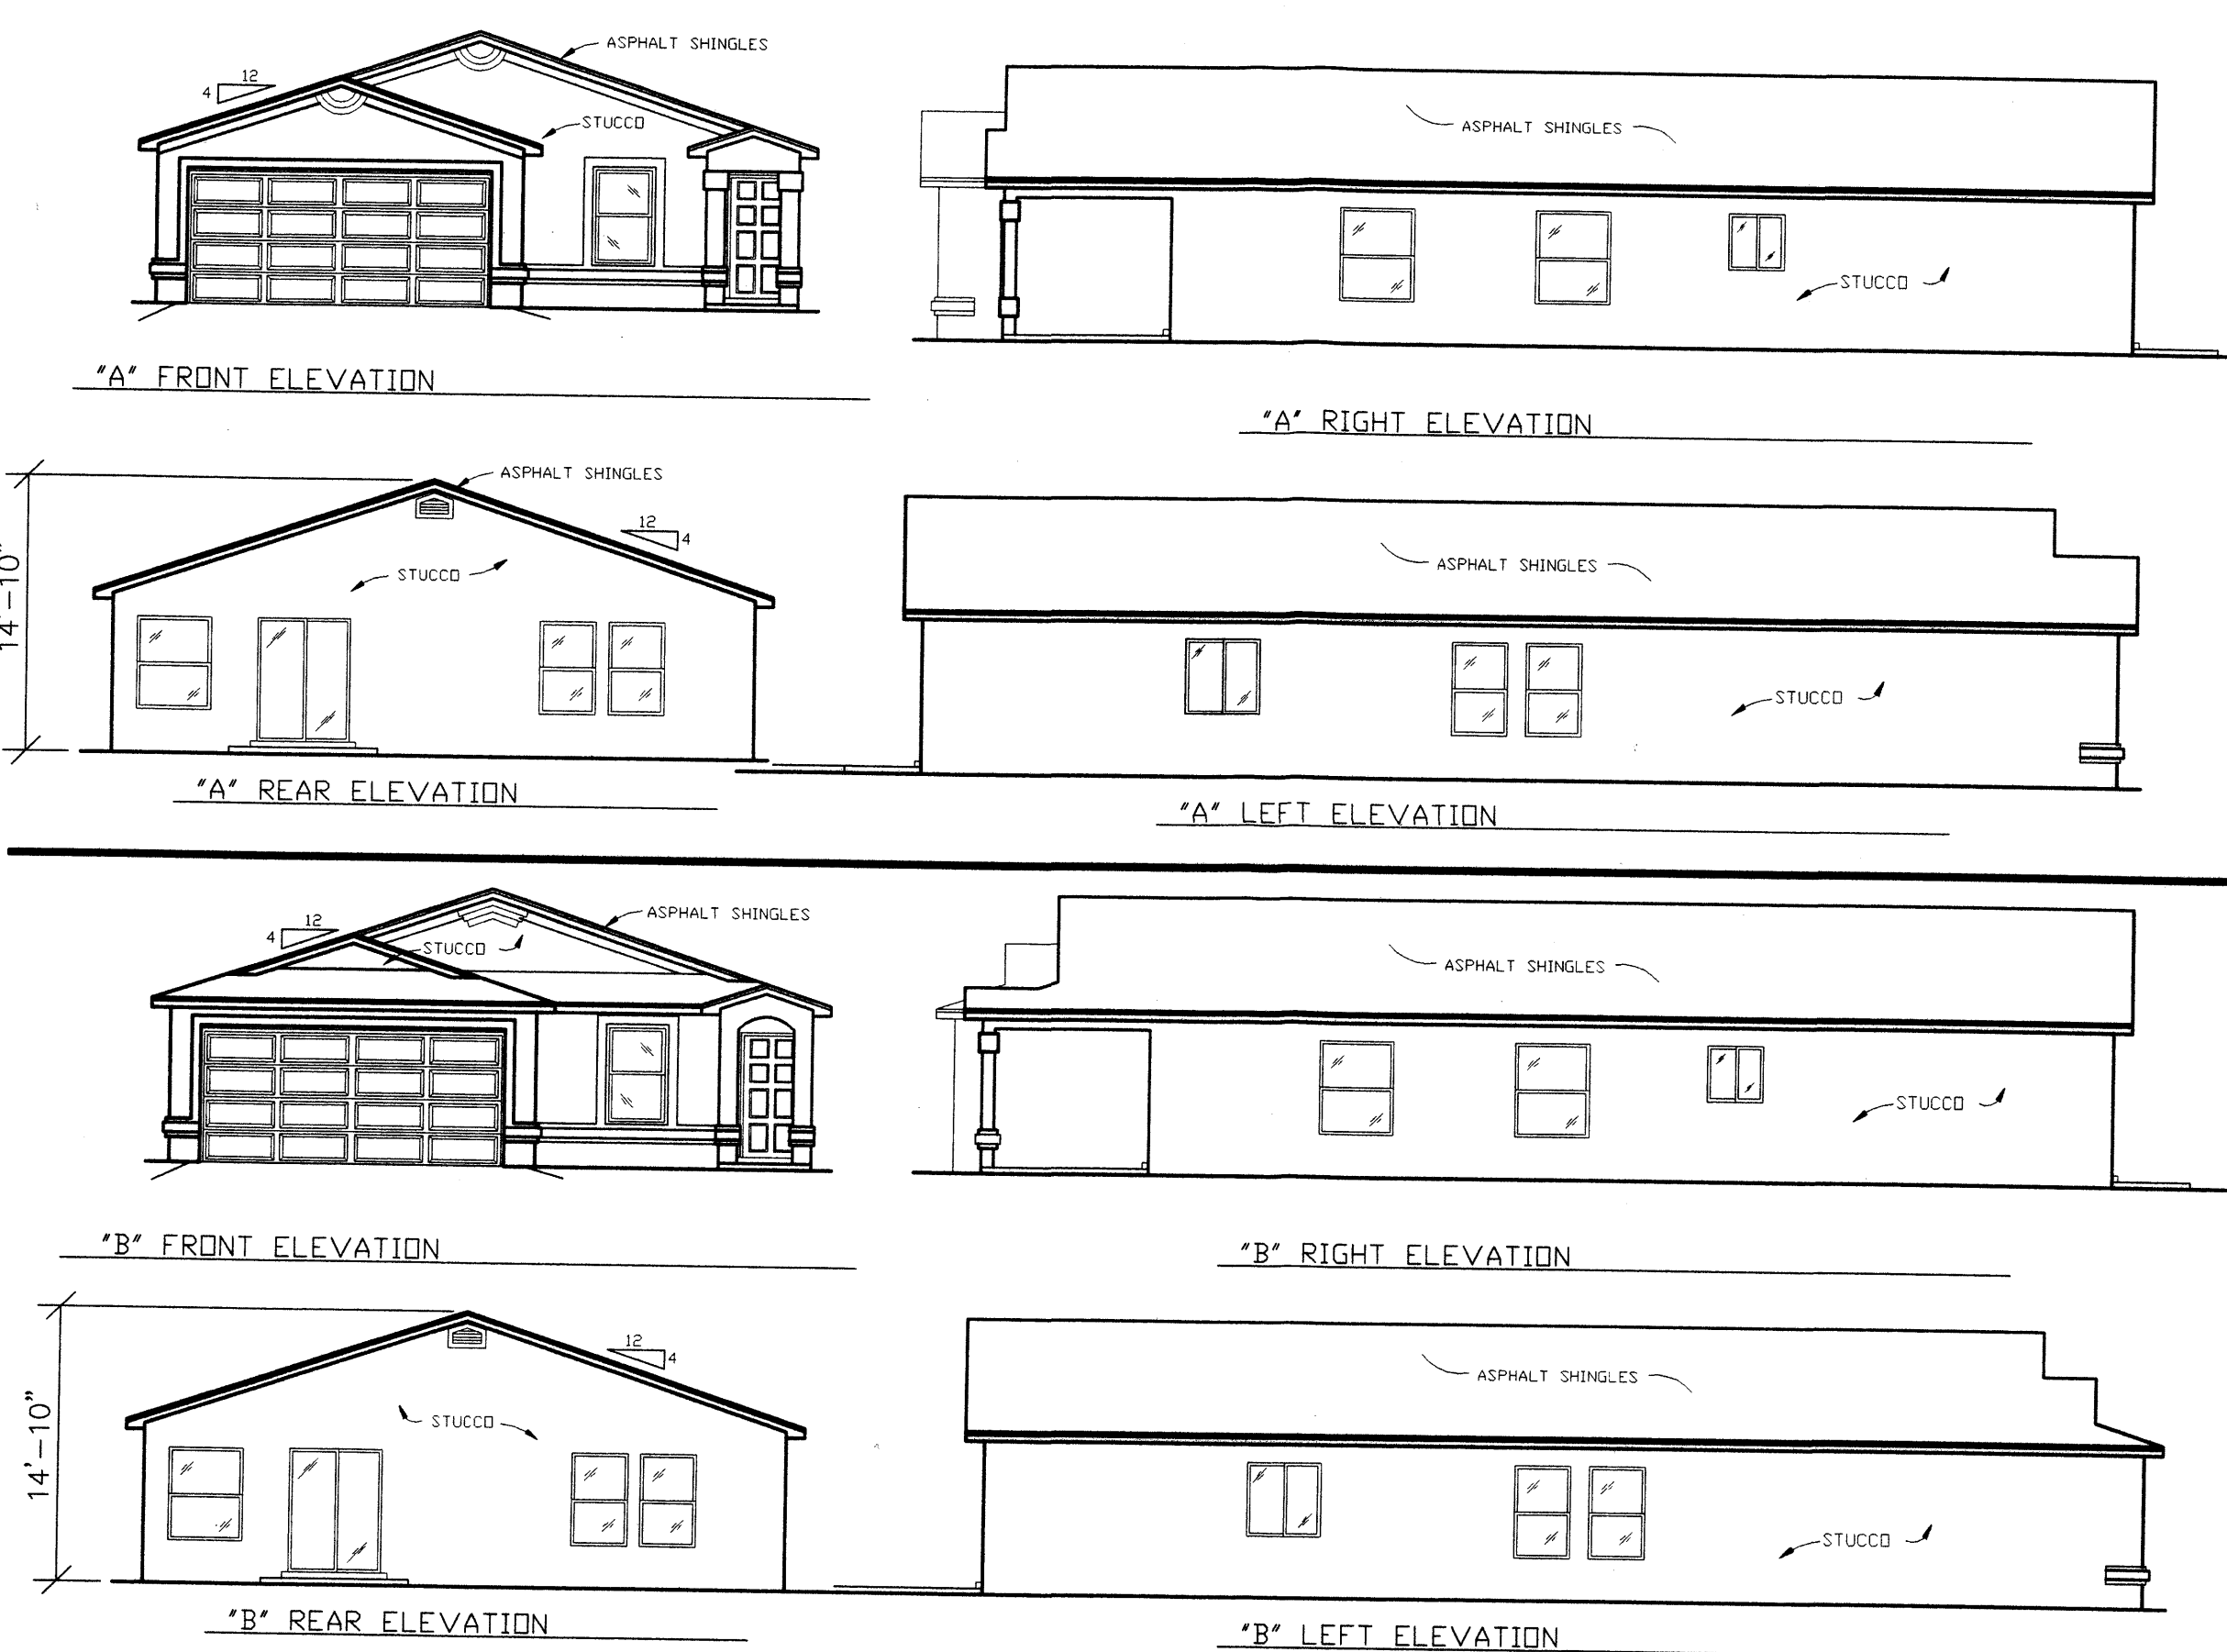 ASPHALT SHINGLES
12
4
STUCCO
ASPHALT SHINGLES
STUCCO
"A" FRONT ELEVATION
"A" RIGHT ELEVATION
ASPHALT SHINGLES
12
4
14'-10"
STUCCO
ASPHALT SHINGLES
STUCCO
"A" REAR ELEVATION
"A" LEFT ELEVATION
ASPHALT SHINGLES
12
4
STUCCO
ASPHALT SHINGLES
STUCCO
"B" FRONT ELEVATION
"B" RIGHT ELEVATION
12
4
14'-10"
STUCCO
ASPHALT SHINGLES
STUCCO
"B" REAR ELEVATION
"B" LEFT ELEVATION